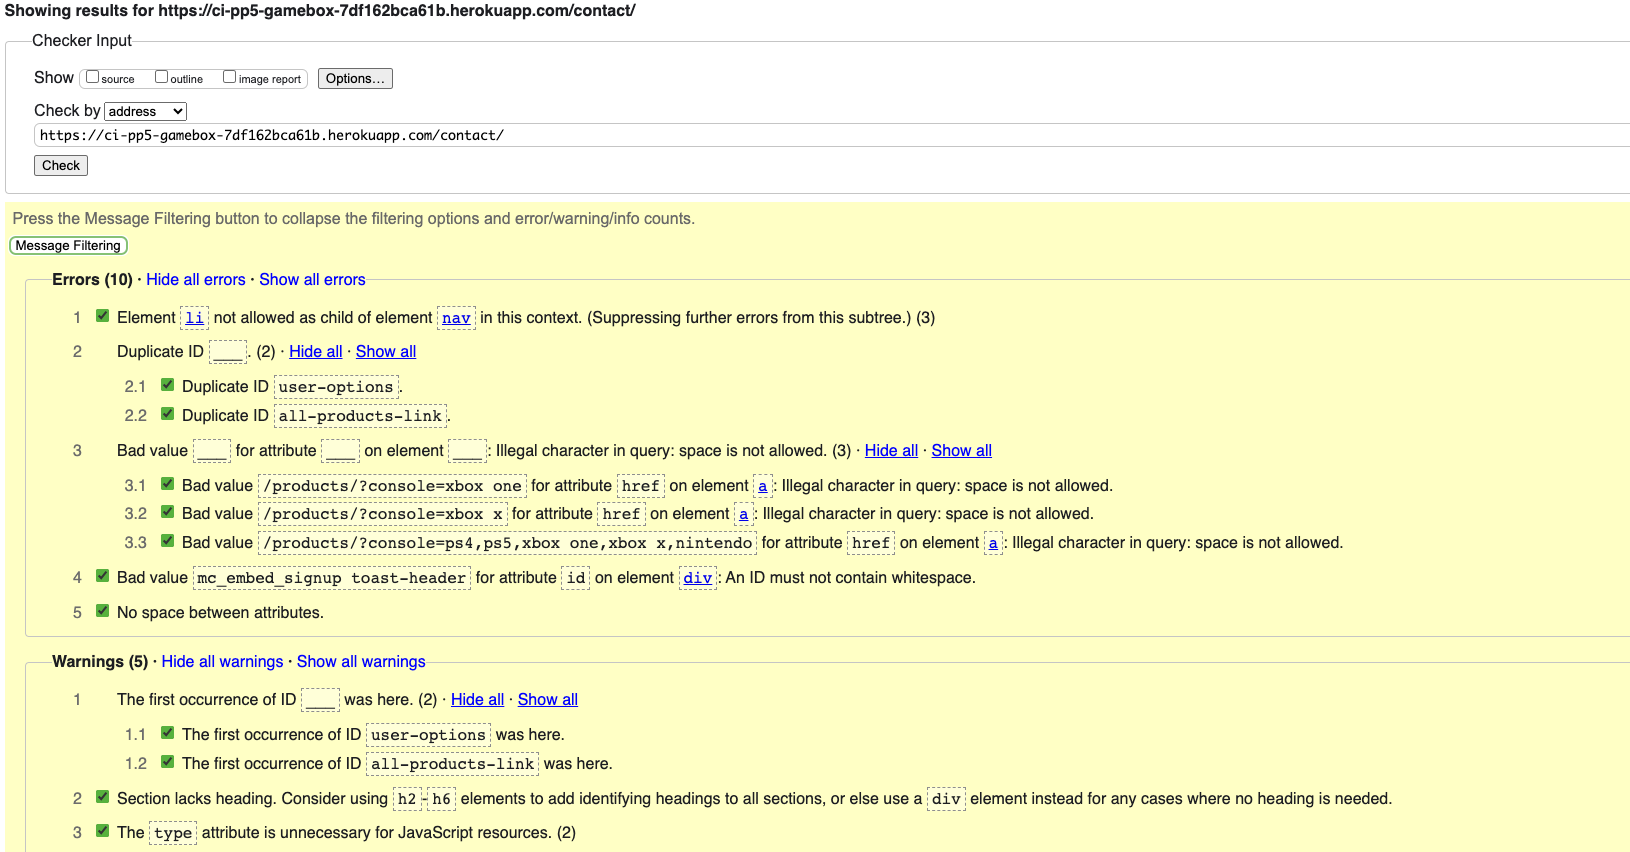 Showing results for https://ci-pp5-gamebox-7df162bca61b.herokuapp.com/contact/
Checker Input
Show source outline image report Options...
Check by address
https://ci-pp5-gamebox-7df162bca61b.herokuapp.com/contact/
Check
Press the Message Filtering button to collapse the filtering options and error/warning/info counts.
Message Filtering
Errors (10) · Hide all errors · Show all errors
1 Element li not allowed as child of element nav in this context. (Suppressing further errors from this subtree.) (3)
2 Duplicate ID ___. (2) · Hide all · Show all
2.1 Duplicate ID user-options.
2.2 Duplicate ID all-products-link.
3 Bad value ___ for attribute ___ on element ___: Illegal character in query: space is not allowed. (3) · Hide all · Show all
3.1 Bad value /products/?console=xbox one for attribute href on element a: Illegal character in query: space is not allowed.
3.2 Bad value /products/?console=xbox x for attribute href on element a: Illegal character in query: space is not allowed.
3.3 Bad value /products/?console=ps4,ps5,xbox one,xbox x,nintendo for attribute href on element a: Illegal character in query: space is not allowed.
4 Bad value mc_embed_signup toast-header for attribute id on element div: An ID must not contain whitespace.
5 No space between attributes.
Warnings (5) · Hide all warnings · Show all warnings
1 The first occurrence of ID ___ was here. (2) · Hide all · Show all
1.1 The first occurrence of ID user-options was here.
1.2 The first occurrence of ID all-products-link was here.
2 Section lacks heading. Consider using h2-h6 elements to add identifying headings to all sections, or else use a div element instead for any cases where no heading is needed.
3 The type attribute is unnecessary for JavaScript resources. (2)